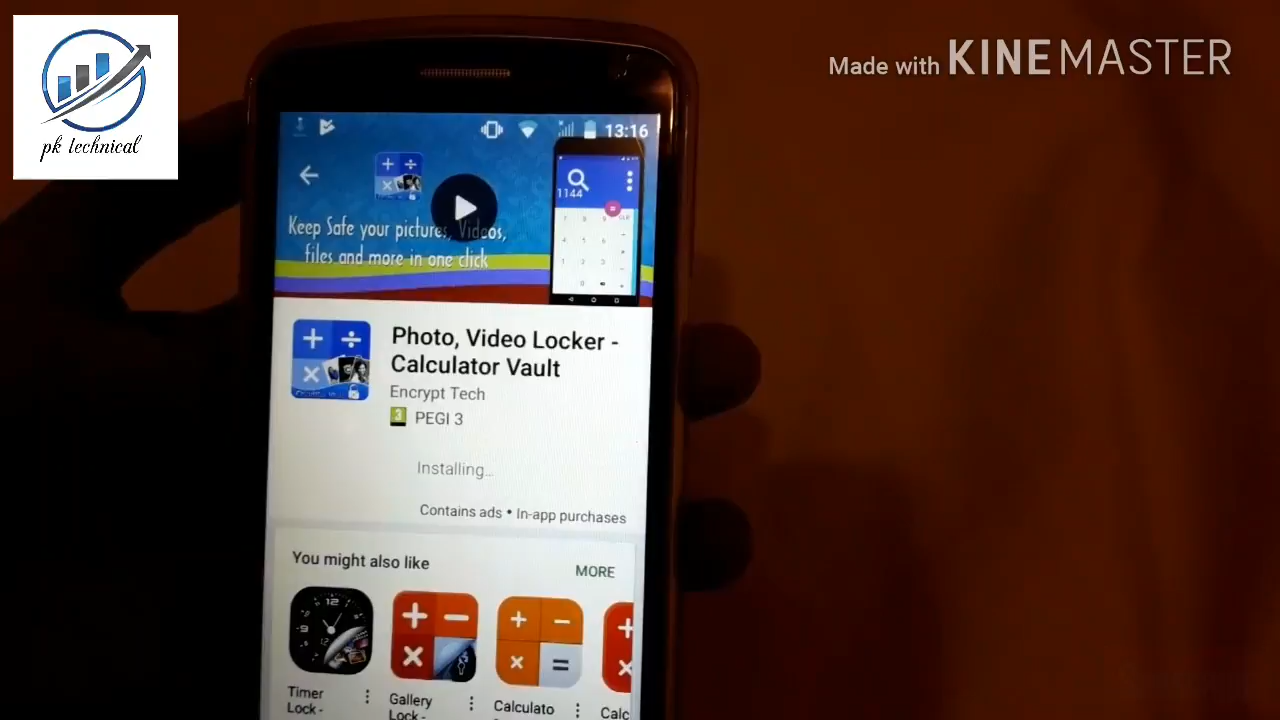 pk technical
Made with KINEMASTER
13:16
Keep Safe your pictures, Videos,
files and more in one click
1144
Photo, Video Locker -
Calculator Vault
Encrypt Tech
3 PEGI 3
Installing...
Contains ads • In-app purchases
You might also like
MORE
Timer
Lock -
Gallery
Lock -
Calculato
Calc